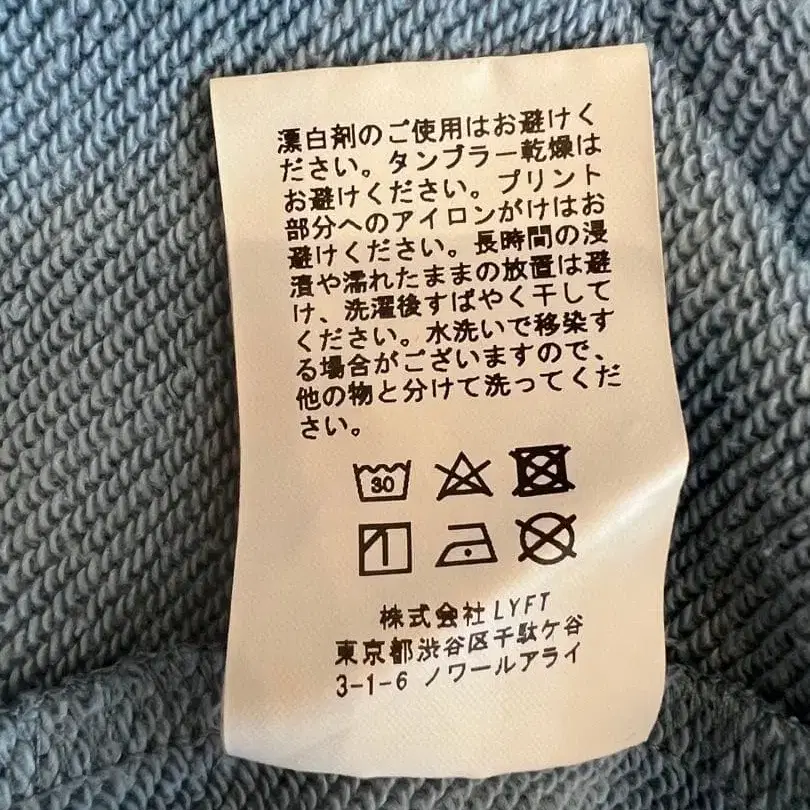 漂白剤のご使用はお避けく
ださい。タンブラー乾燥は
お避けください。プリント
部分へのアイロンがけはお
避けください。長時間の浸
漬や濡れたままの放置は避
け、洗濯後すばやく干して
ください。水洗いで移染す
る場合がございますので、
他の物と分けて洗ってくだ
さい。
30
株式会社LYFT
東京都渋谷区千駄ケ谷
3-1-6 ノワールアライ